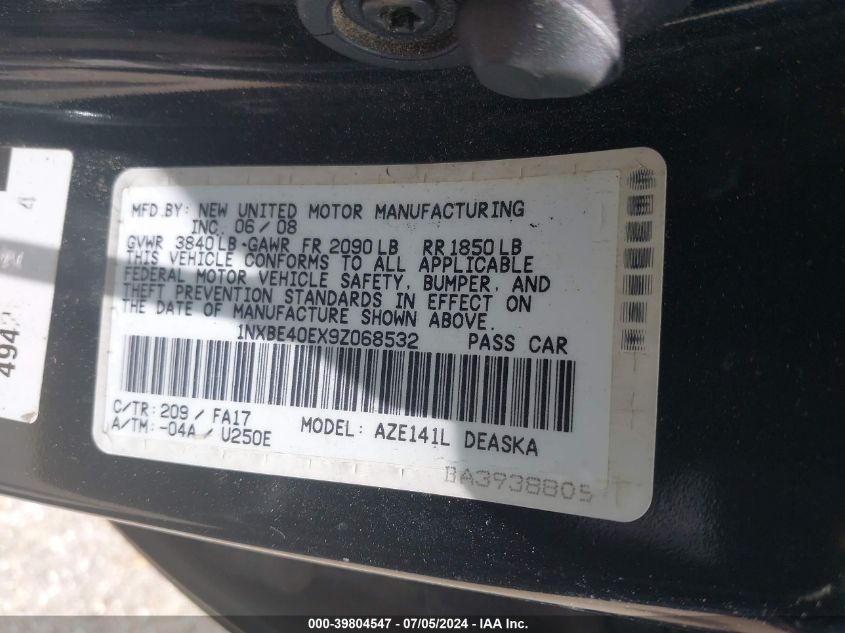 MFD.BY: NEW UNITED MOTOR MANUFACTURING
INC. 06/08
GVWR 3840LB·GAWR FR 2090LB RR 1850LB
THIS VEHICLE CONFORMS TO ALL APPLICABLE
FEDERAL MOTOR VEHICLE SAFETY, BUMPER, AND
THEFT PREVENTION STANDARDS IN EFFECT ON
THE DATE OF MANUFACTURE SHOWN ABOVE.
1NXBE40EX9Z068532 PASS CAR
C/TR: 209 / FA17
A/TM: -04A / U250E
MODEL: AZE141L DEASKA
BA3938805
494
000-39804547 / 07/05/2024 - IAA Inc.